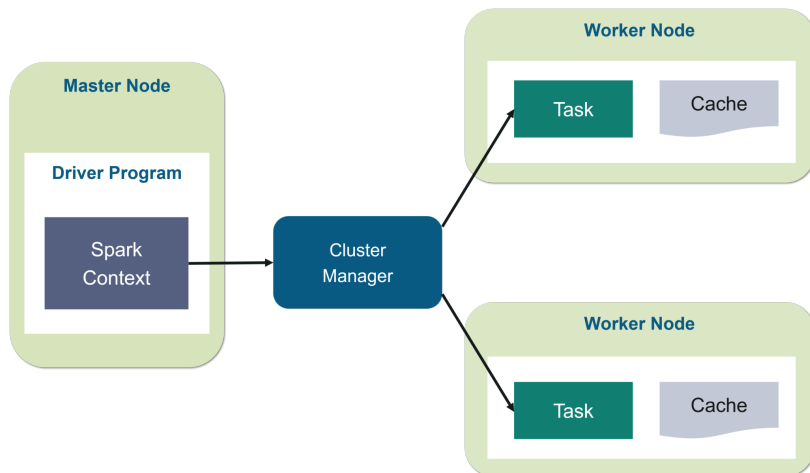 Master Node
Driver Program
Spark
Context
Cluster
Manager
Worker Node
Task
Cache
Worker Node
Task
Cache